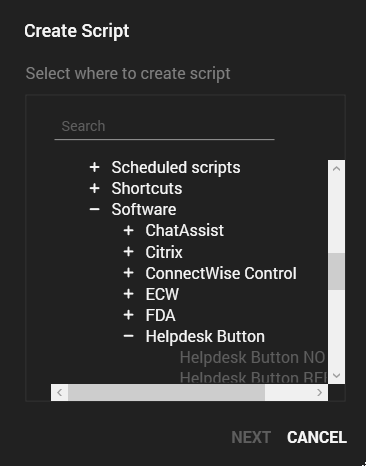 Create Script
Select where to create script
Search
Scheduled scripts
Shortcuts
Software
ChatAssist
Citrix
ConnectWise Control
ECW
FDA
Helpdesk Button
Helpdesk Button NO
Helpdesk Button
NEXT CANCEL